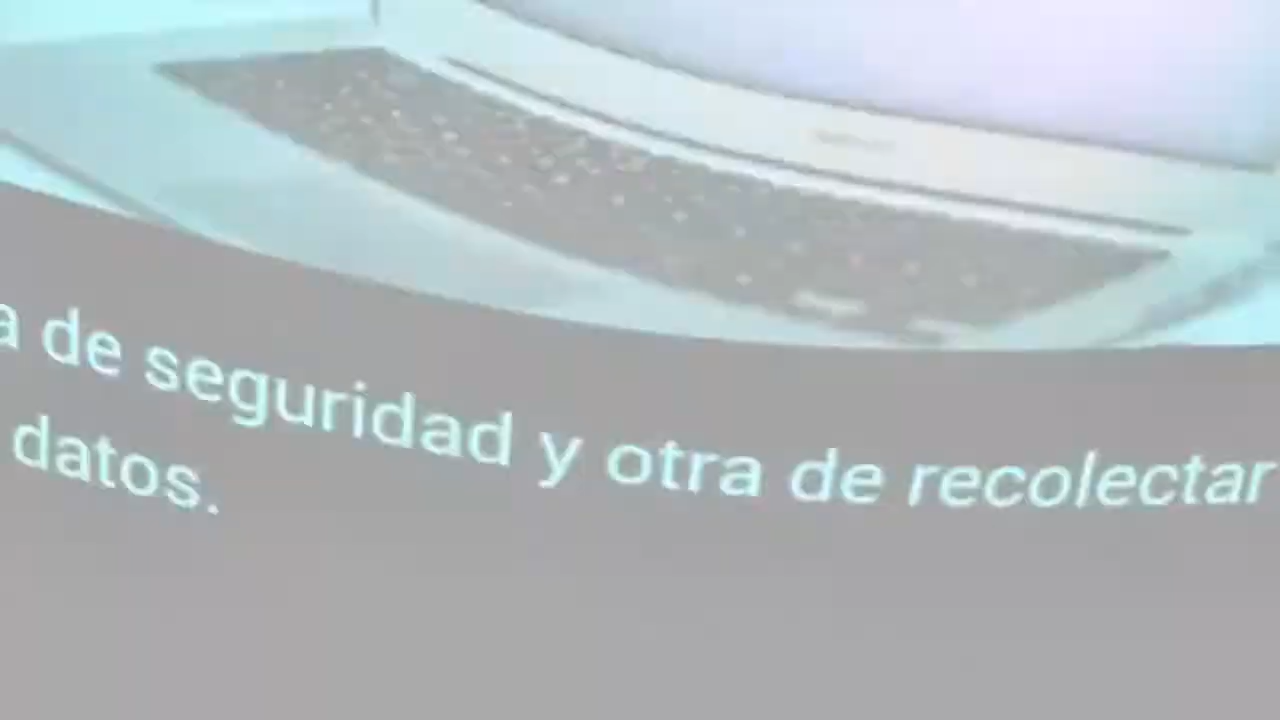 a de seguridad y otra de recolectar
datos.